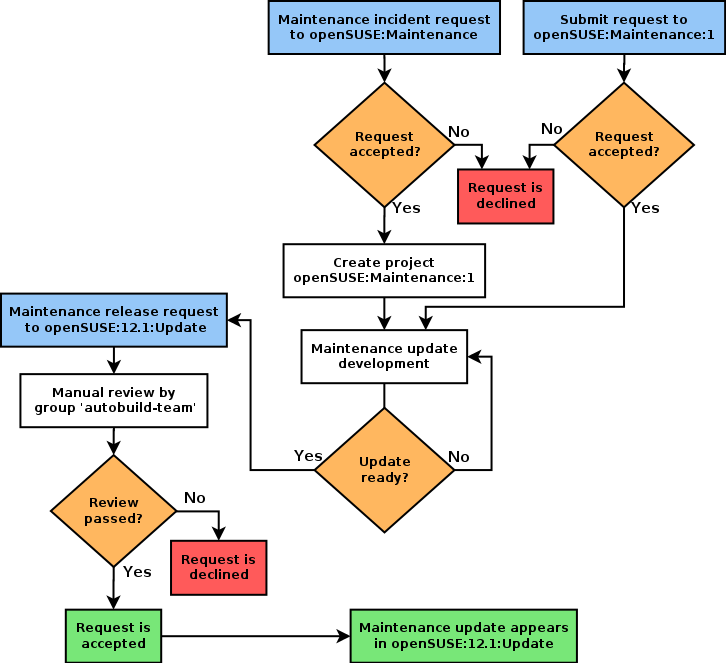 Maintenance incident request
to openSUSE:Maintenance
Submit request to
openSUSE:Maintenance:1
Request
accepted?
No
No
Request
accepted?
Request is
declined
Yes
Yes
Create project
openSUSE:Maintenance:1
Maintenance release request
to openSUSE:12.1:Update
Maintenance update
development
Manual review by
group 'autobuild-team'
Yes
Update
ready?
No
Review
passed?
No
Request is
declined
Yes
Request is
accepted
Maintenance update appears
in openSUSE:12.1:Update